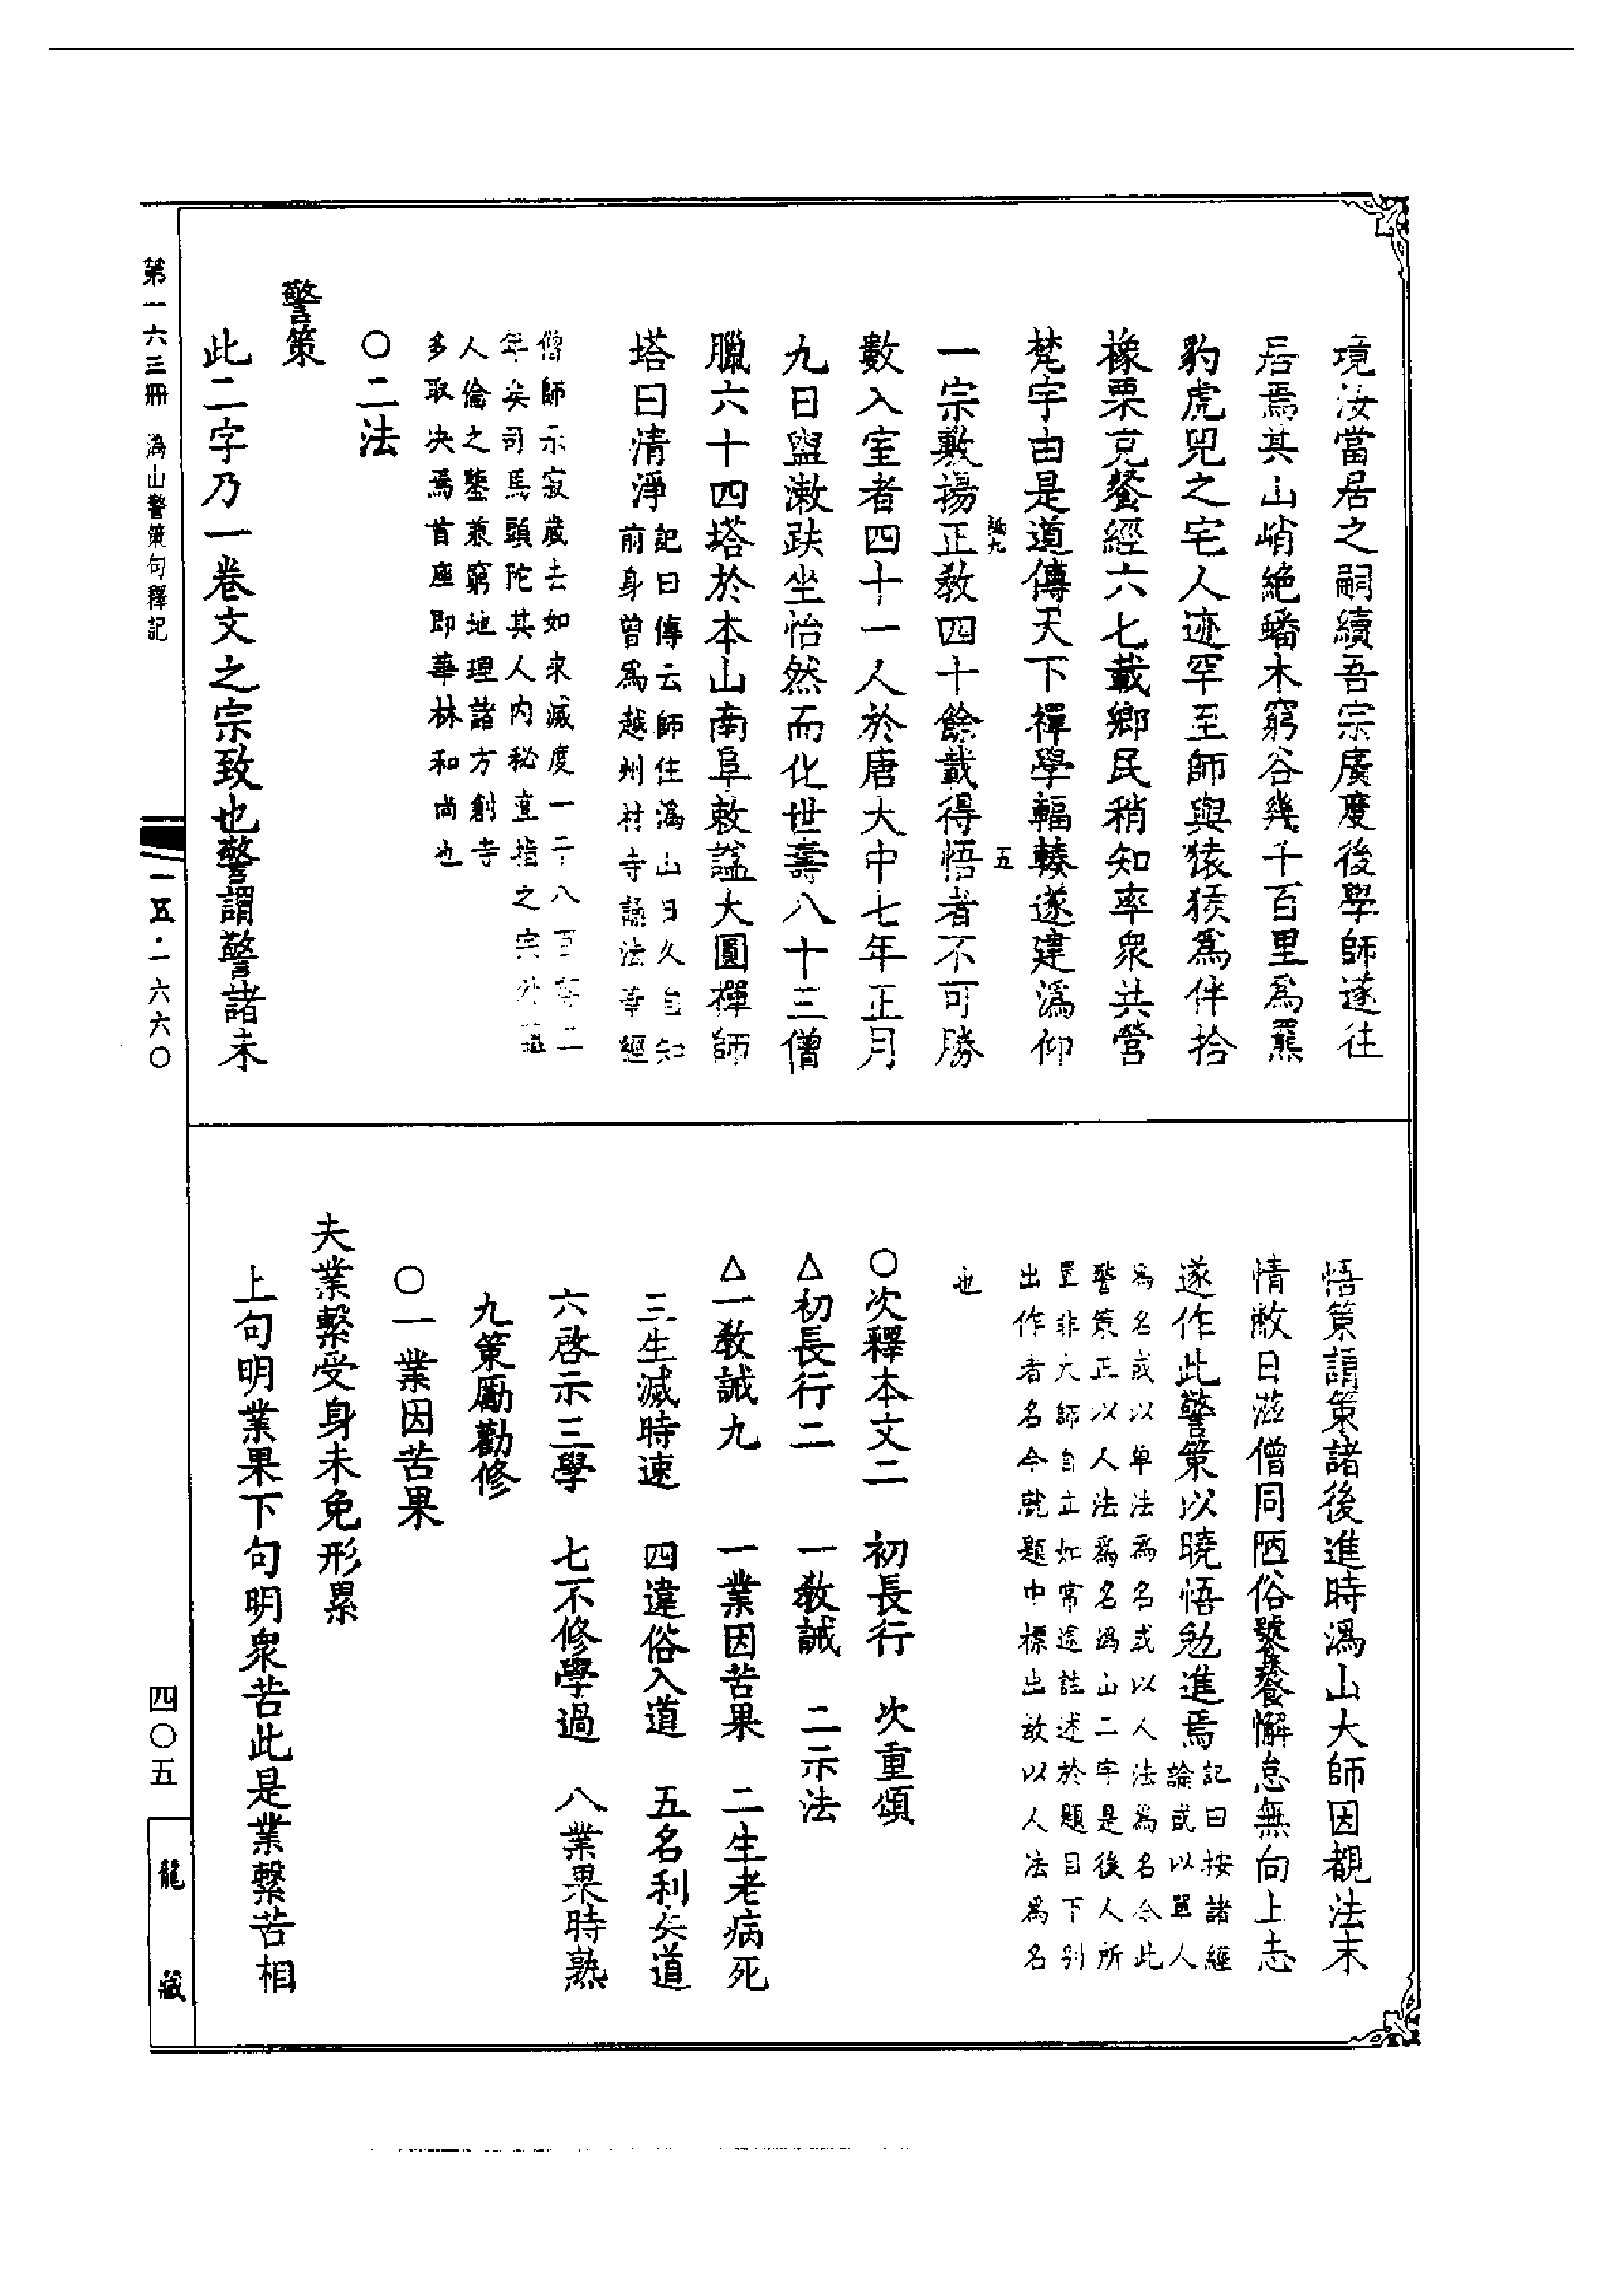 境汝當居之嗣續吾宗廣度後學師遂往
居焉其山峭絶蟠木窮谷幾千百里爲羆
豹虎兕之宅人迹罕至師與猿猱爲伴拾
橡栗充餐經六七載鄉民稍知率衆共營
梵宇由是道傳天下禪學輻輳遂建溈仰
五
一宗敷揚正教四十餘載得悟者不可勝
數入室者四十一人於唐大中七年正月
九日盥漱趺坐怡然而化世壽八十三僧
臘六十四塔於本山南阜敕諡大圓禪師
塔曰清淨
記曰傳云師住溈山日久自知
前身曾爲越州村寺誦法華經
僧師示寂歲去如來滅度一千八百零二
年矣司馬頭陀其人内秘直指之宗外蘊
人倫之鑒兼窮地理諸方創寺
多取決焉首座即華林和尚也
〇二法
警策
此二字乃一卷文之宗致也警謂警諸未
悟策謂策諸後進時溈山大師因覩法末
情敝日滋僧同陋俗饕餮懈怠無向上志
遂作此警策以曉悟勉進焉
記曰按諸經
論或以單人
爲名或以单法爲名或以人法爲名今此
警策正以人法爲名溈山二字是後人所
置非大師自立如常途註述於題目下别
出作者名今既題中標出故以人法爲名
也
〇次釋本文二　初長行　次重頌
△初長行二　一教誡　二示法
△一教誡九　一業因苦果　二生老病死
三生滅時速　四違俗入道　五名利矣道
六啓示三學　七不修學過　八業果時熟
九策勵勸修
〇一業因苦果
夫業繫受身未免形累
上句明業果下句明衆苦此是業繫苦相
第一六三冊　溈山警策句釋記
一五·一六六〇
四〇五
龍藏